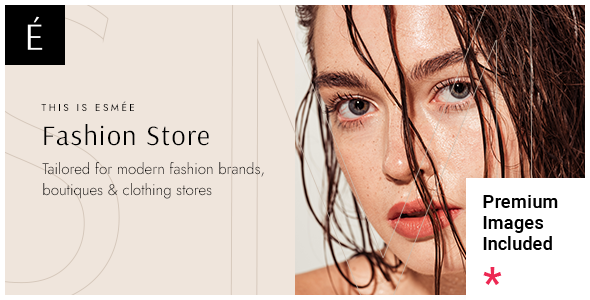 É
THIS IS ESMÉE
Fashion Store
Tailored for modern fashion brands,
boutiques & clothing stores
Premium
Images
Included
*